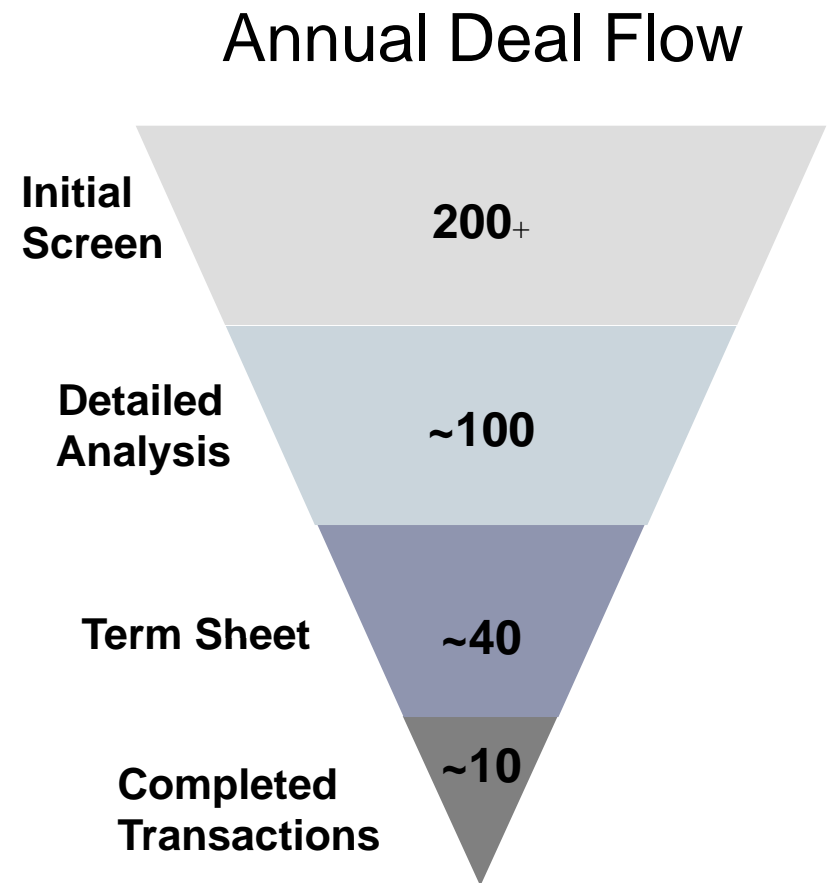 Annual Deal Flow
Initial
Screen
200+
Detailed
Analysis
~100
Term Sheet
~40
~10
Completed
Transactions